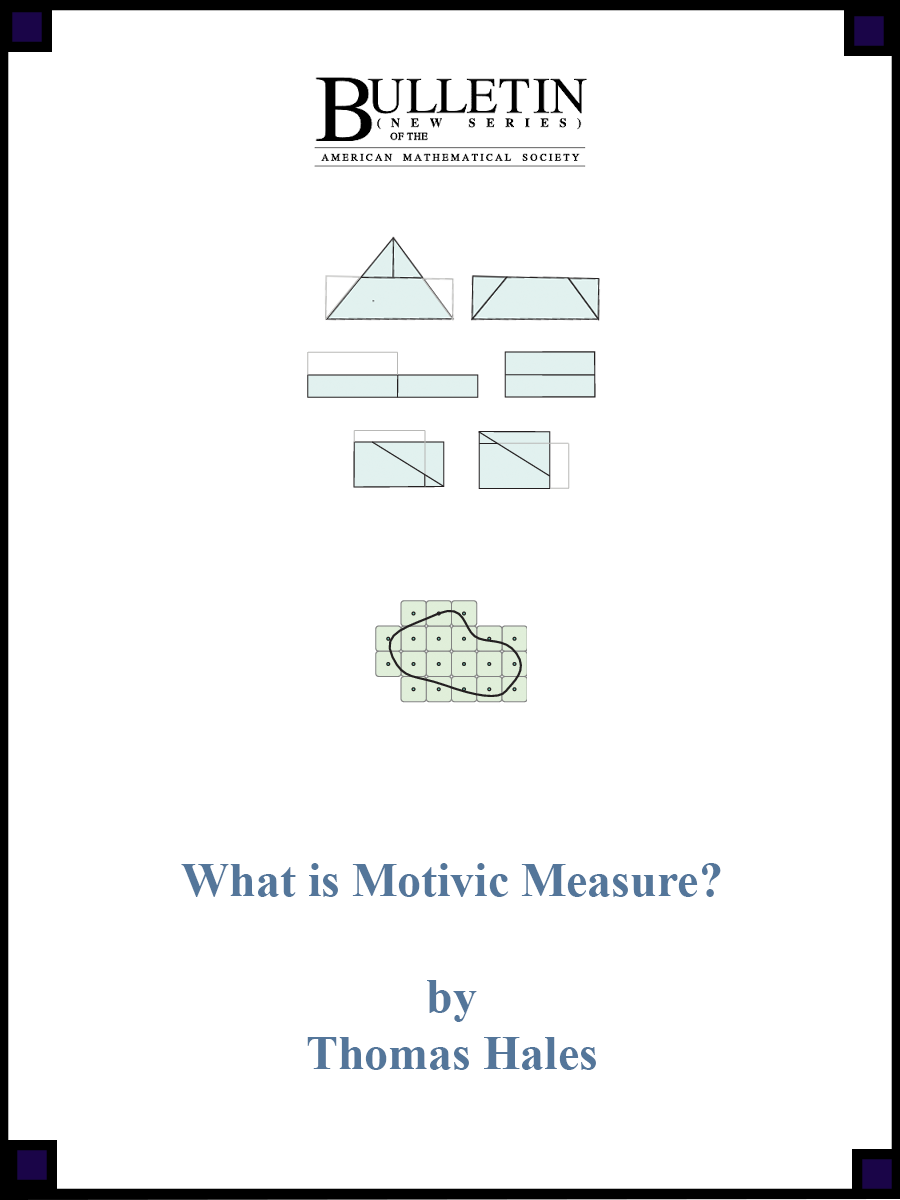 BULLETIN
(NEW SERIES)
OF THE
AMERICAN MATHEMATICAL SOCIETY
What is Motivic Measure?
by
Thomas Hales